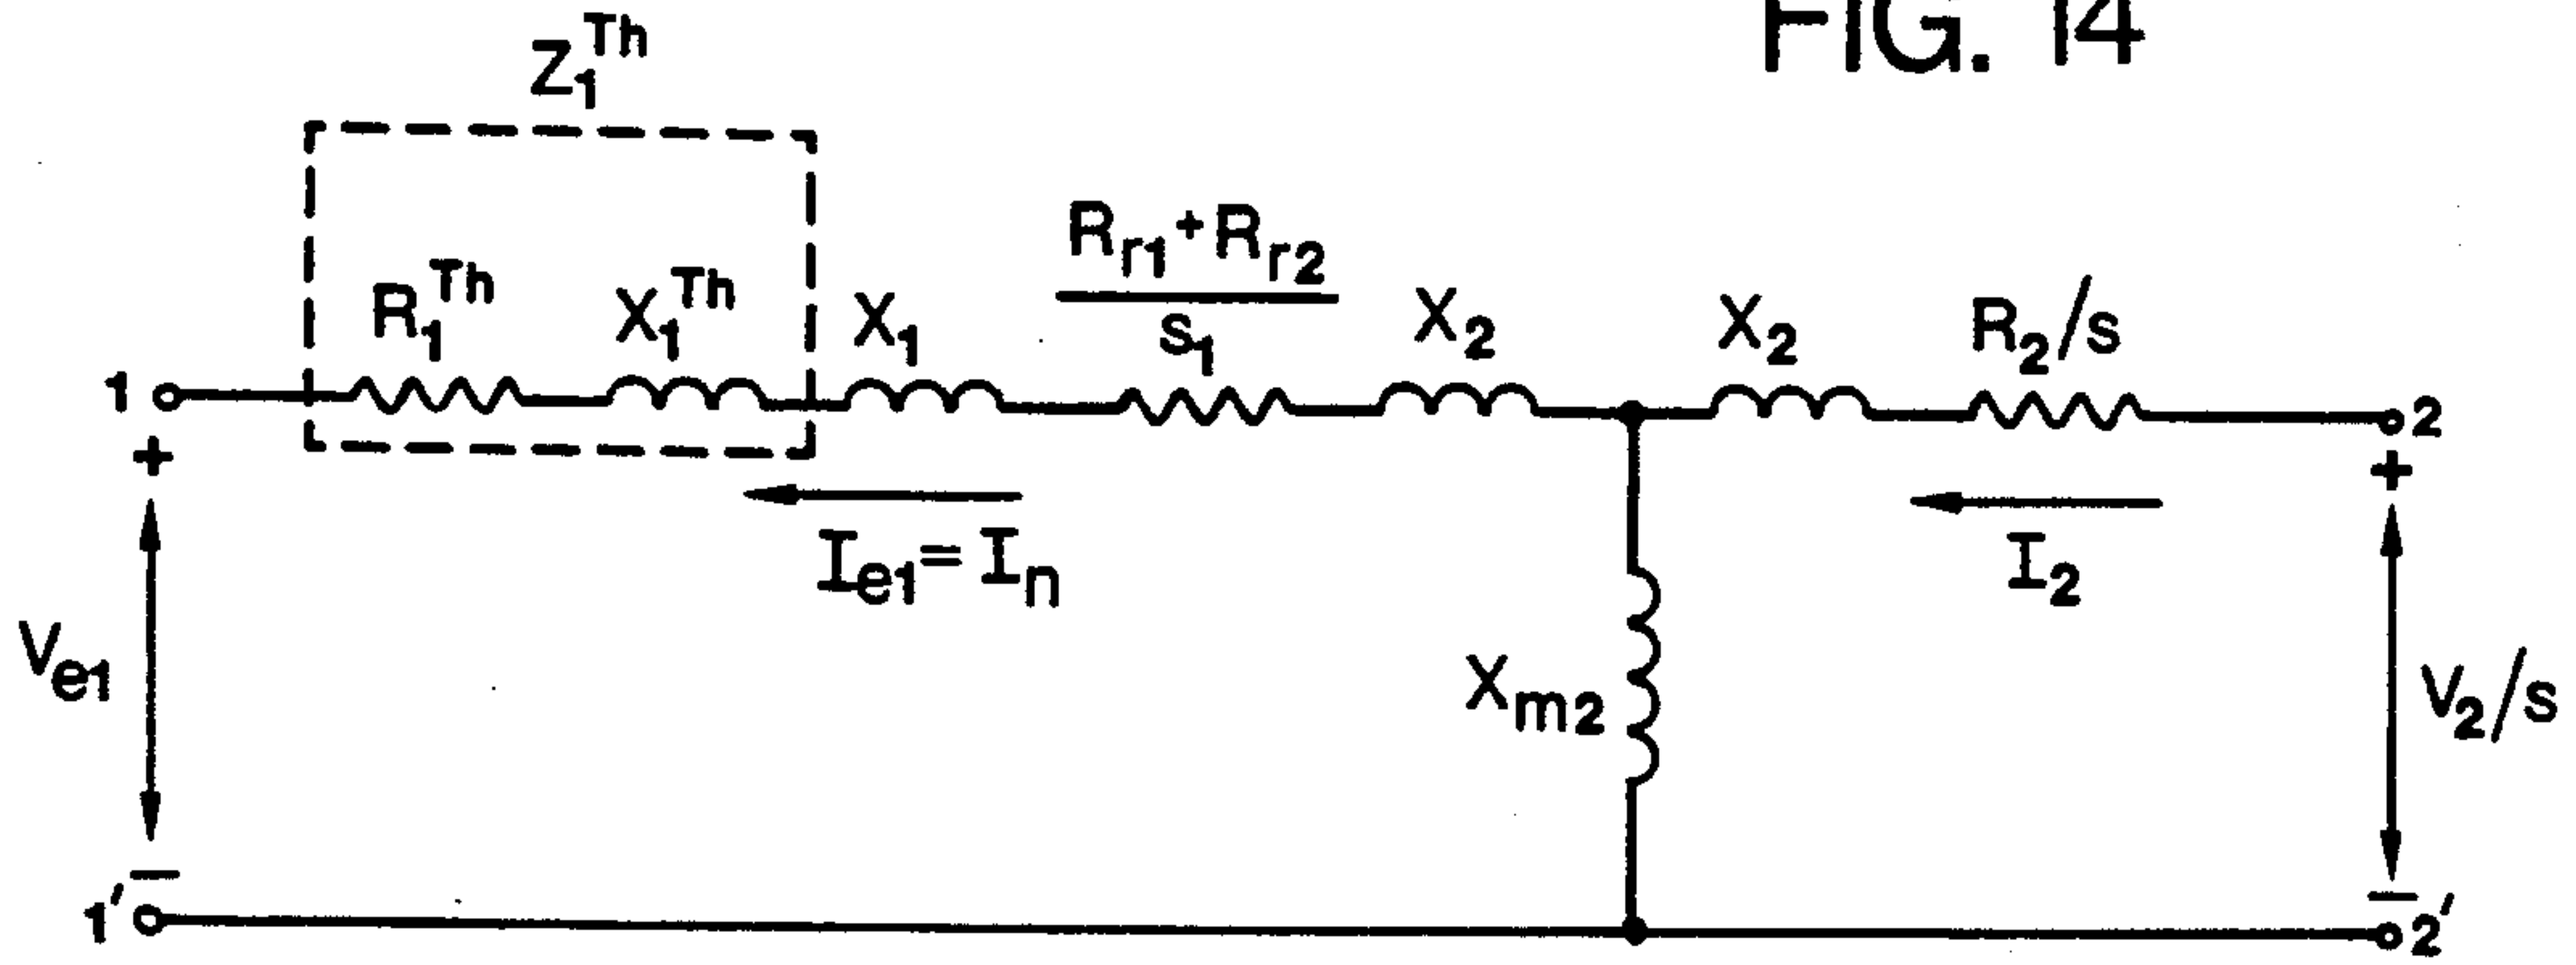 FIG. 14
Z₁ᵀʰ
R₁ᵀʰ
X₁ᵀʰ
X₁
Rᵣ₁ + Rᵣ₂
s₁
X₂
X₂
R₂/s
1
2
+
+
Iₑ₁ = Iₙ
I₂
Vₑ₁
Xₘ₂
V₂/s
−
−
1'
2'